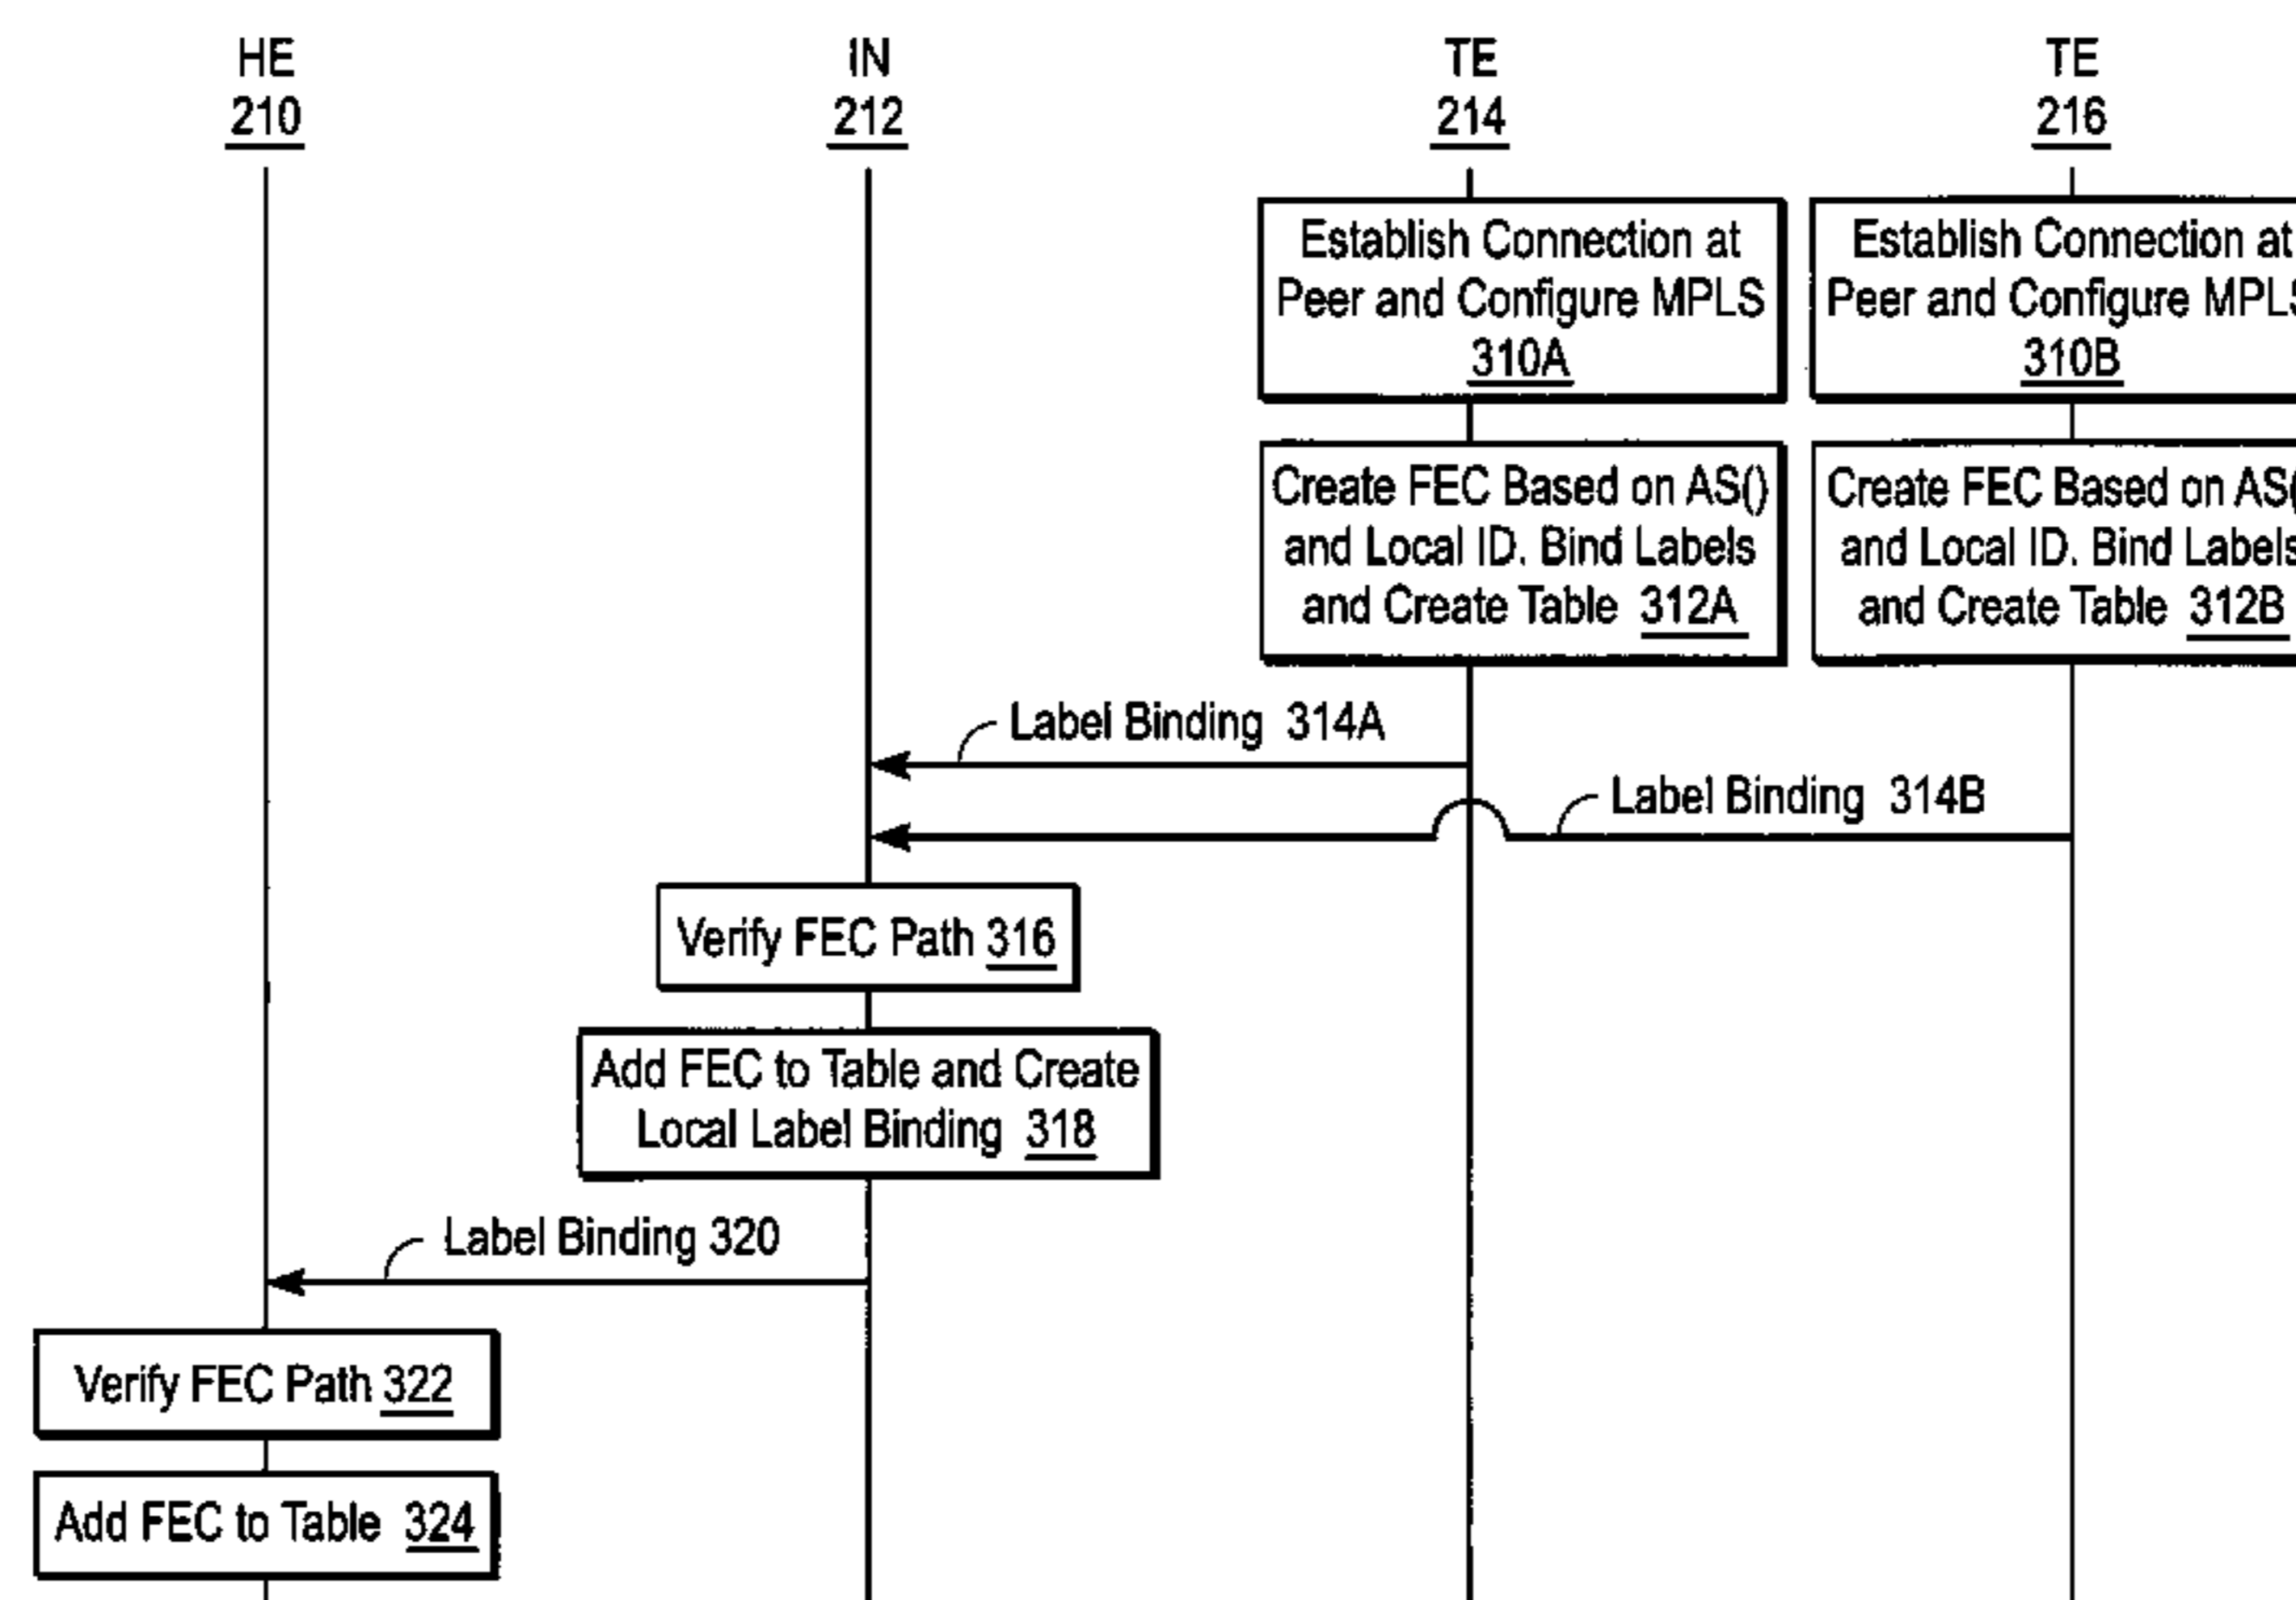 HE
210
IN
212
TE
214
TE
216
Establish Connection at
Peer and Configure MPLS
310A
Establish Connection at
Peer and Configure MPLS
310B
Create FEC Based on AS()
and Local ID. Bind Labels
and Create Table 312A
Create FEC Based on AS(
and Local ID. Bind Labels
and Create Table 312B
Label Binding 314A
Label Binding 314B
Verify FEC Path 316
Add FEC to Table and Create
Local Label Binding 318
Label Binding 320
Verify FEC Path 322
Add FEC to Table 324